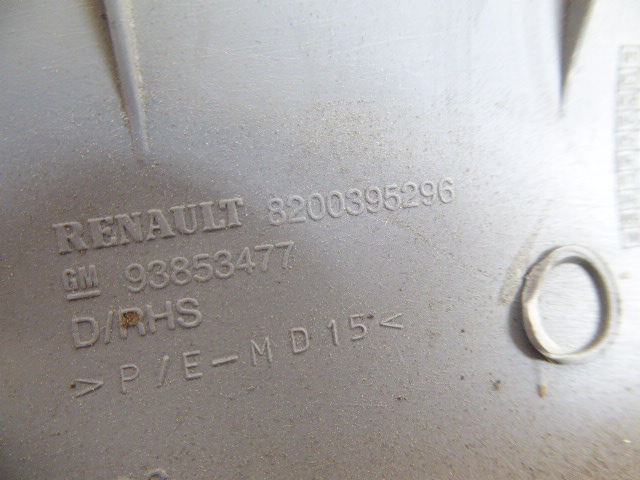 RENAULT 8200395296
GM 93853477
D/RHS
>P/E-MD15<